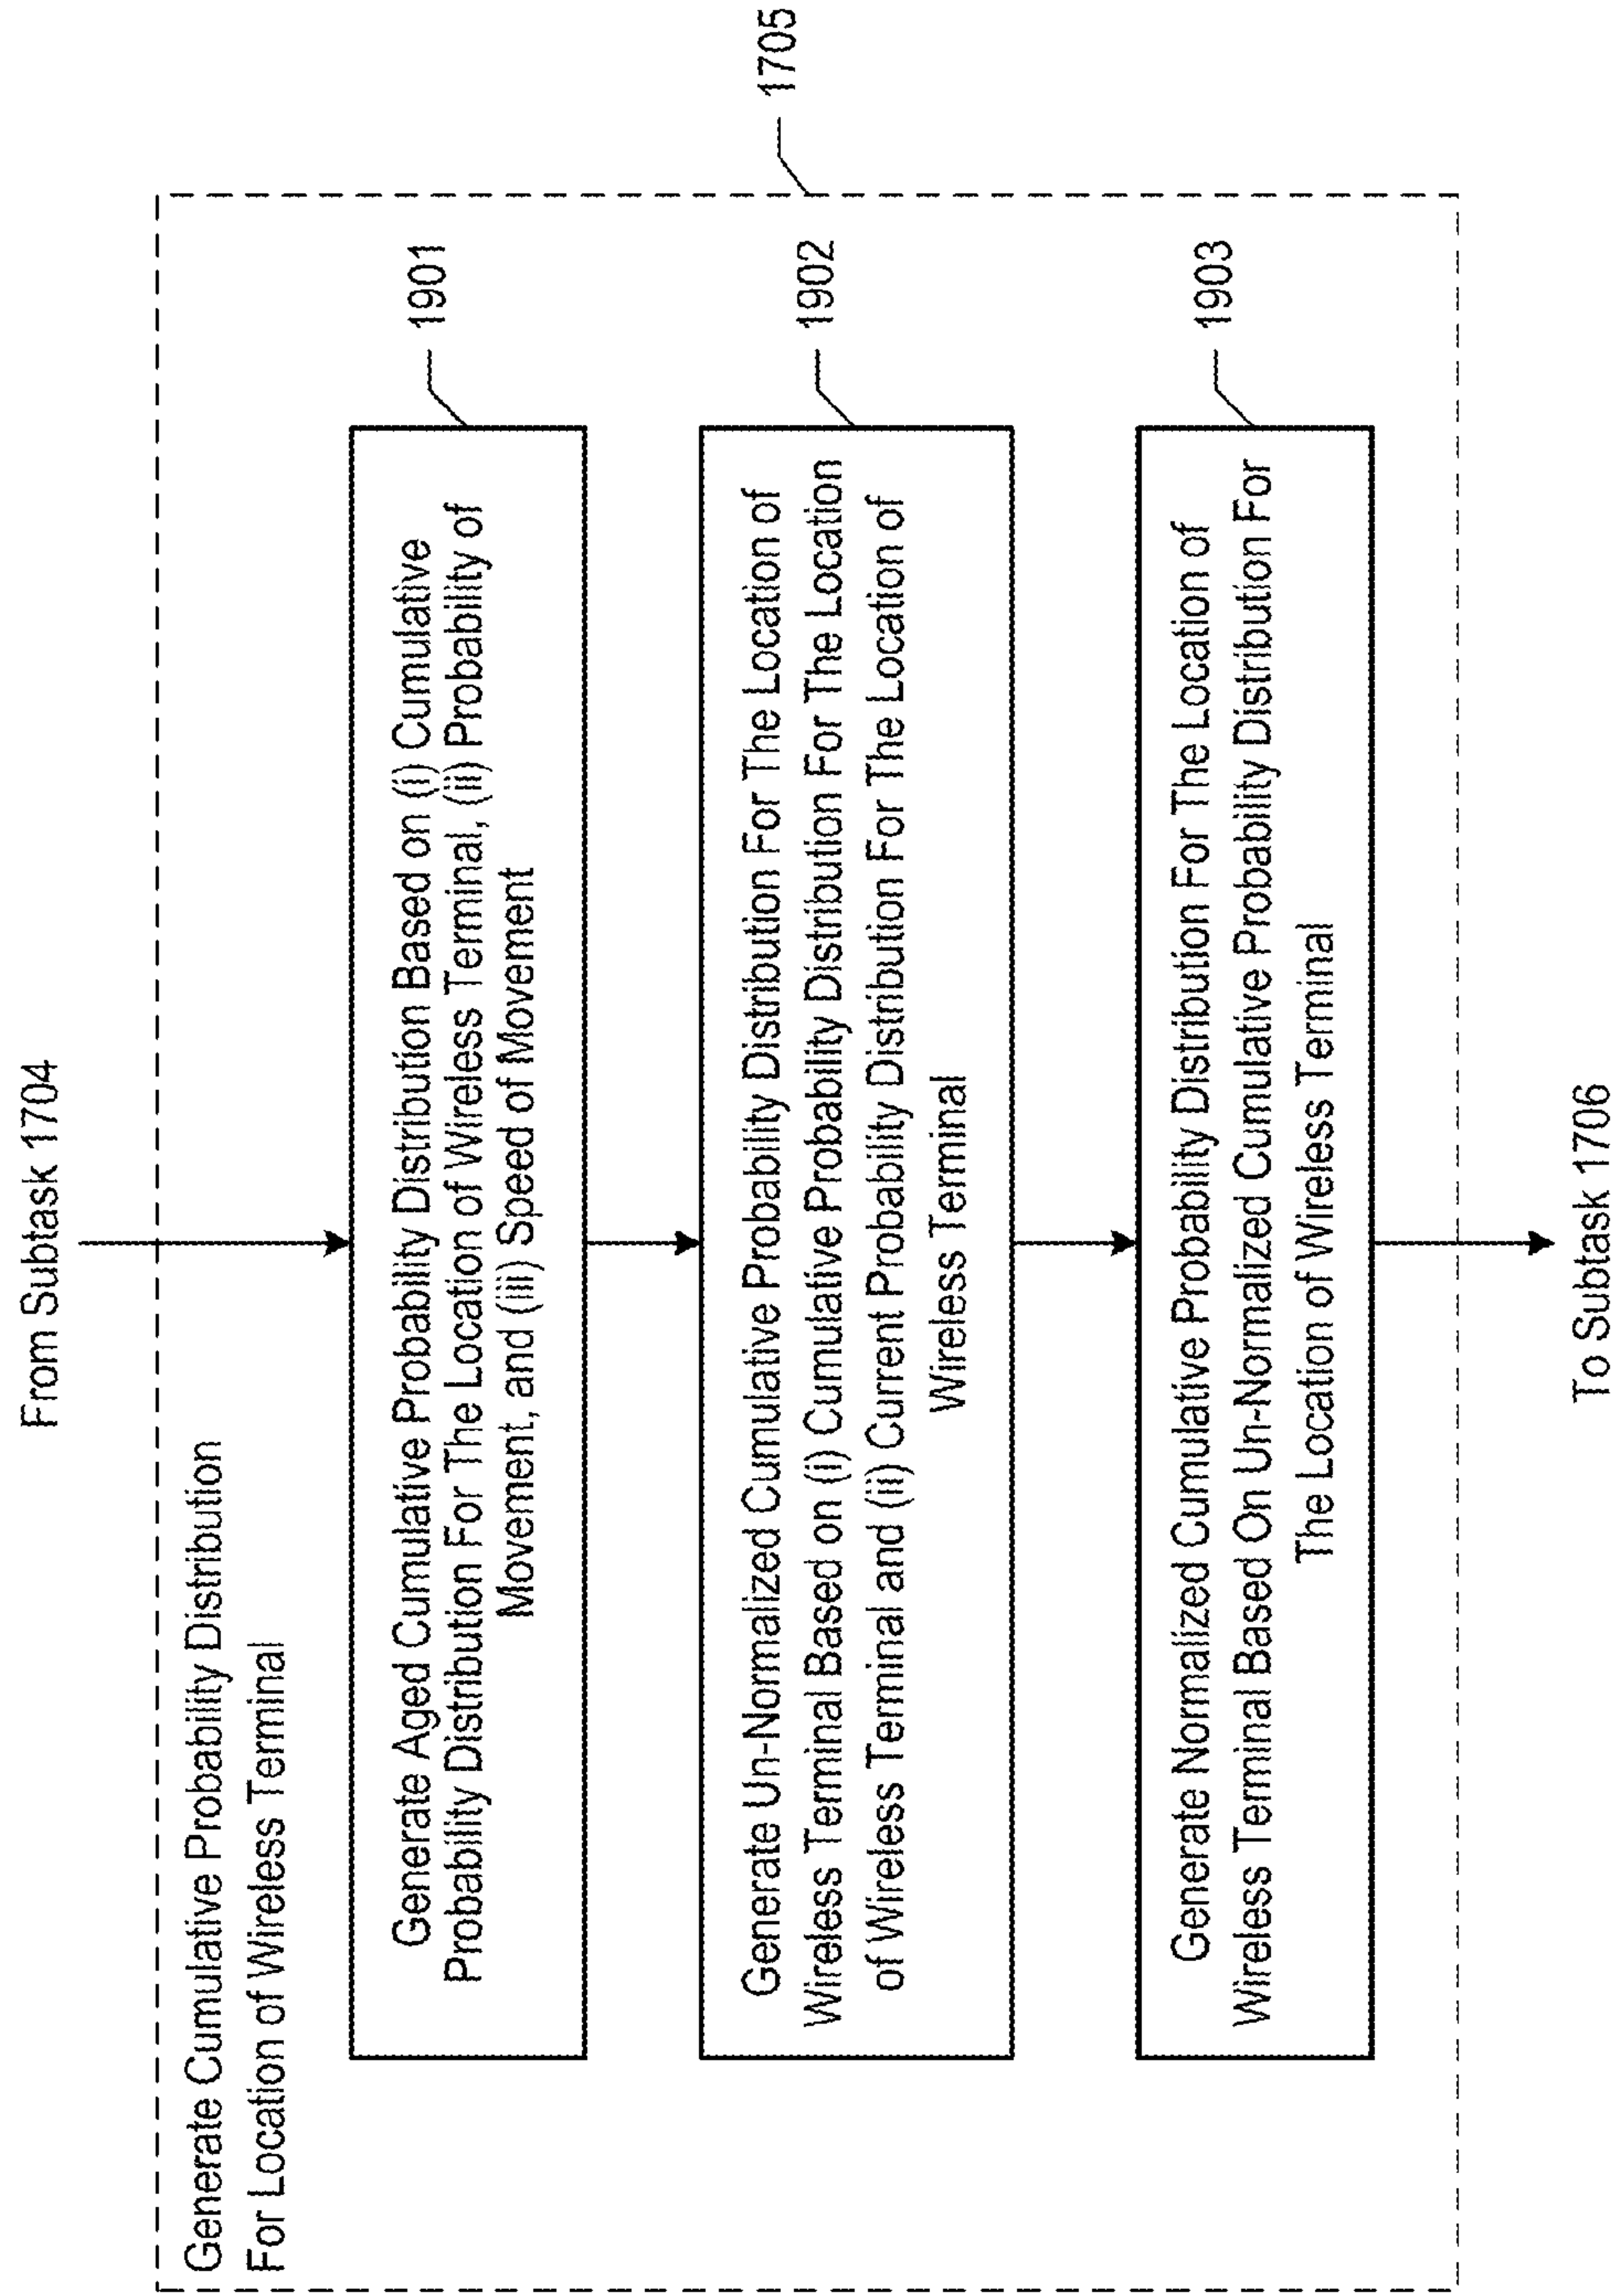 From Subtask 1704
Generate Cumulative Probability Distribution
For Location of Wireless Terminal
1705
1901
Generate Aged Cumulative Probability Distribution Based on (i) Cumulative
Probability Distribution For The Location of Wireless Terminal, (ii) Probability of
Movement, and (iii) Speed of Movement
1902
Generate Un-Normalized Cumulative Probability Distribution For The Location of
Wireless Terminal Based on (i) Cumulative Probability Distribution For The Location
of Wireless Terminal and (ii) Current Probability Distribution For The Location of
Wireless Terminal
1903
Generate Normalized Cumulative Probability Distribution For The Location of
Wireless Terminal Based On Un-Normalized Cumulative Probability Distribution For
The Location of Wireless Terminal
To Subtask 1706